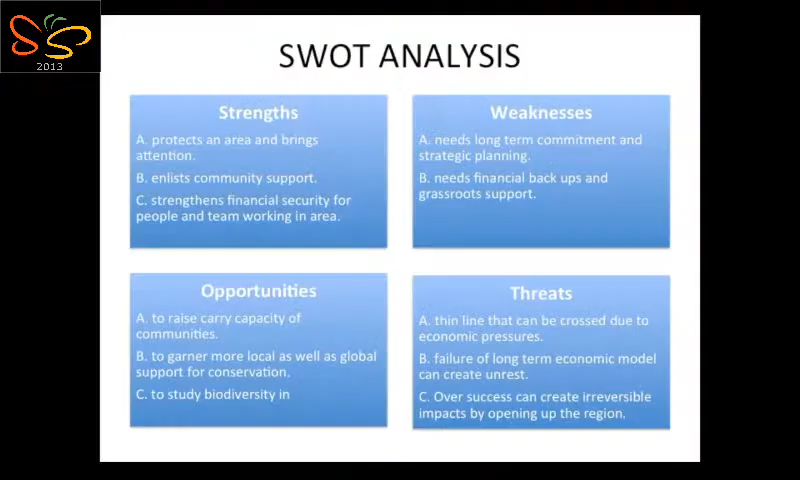 2013
SWOT ANALYSIS
Strengths
A. protects an area and brings
attention.
B. enlists community support.
C. strengthens financial security for
people and team working in area.
Weaknesses
A. needs long term commitment and
strategic planning.
B. needs financial back ups and
grassroots support.
Opportunities
A. to raise carry capacity of
communities.
B. to garner more local as well as global
support for conservation.
C. to study biodiversity in
Threats
A. thin line that can be crossed due to
economic pressures.
B. failure of long term economic model
can create unrest.
C. Over success can create irreversible
impacts by opening up the region.